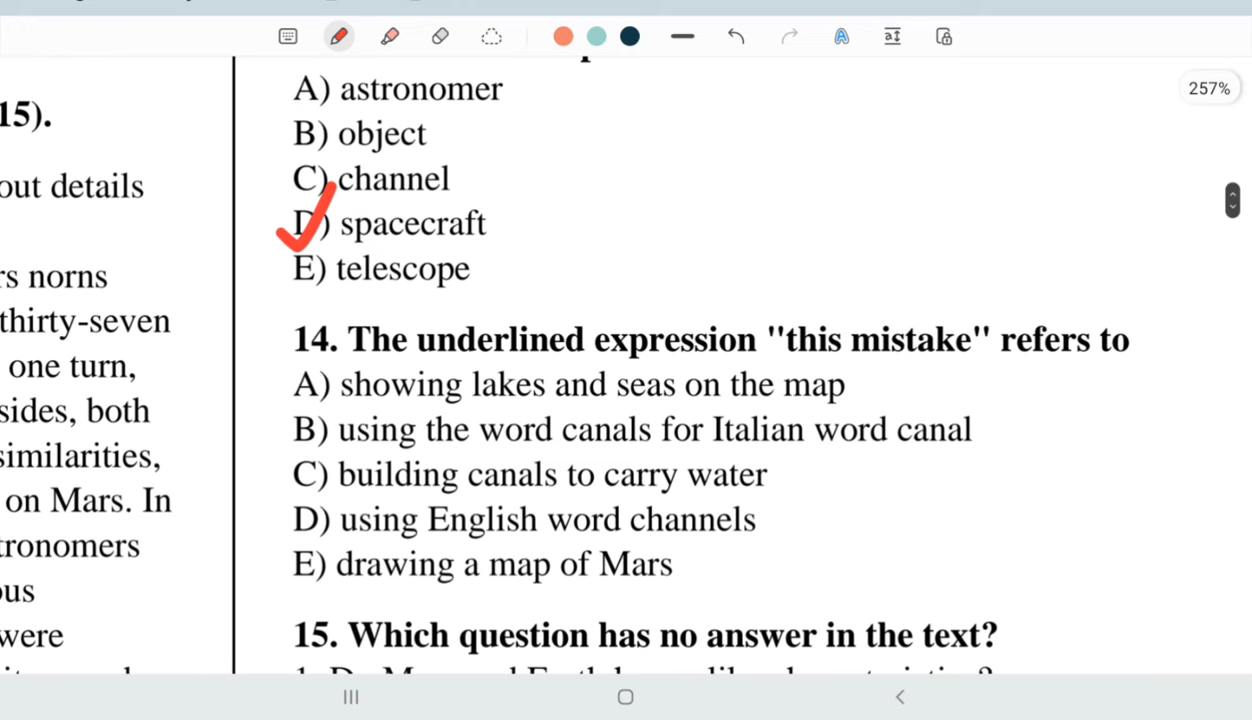 257%
15).
out details
rs norns
thirty-seven
one turn,
sides, both
similarities,
on Mars. In
tronomers
ous
were
A) astronomer
B) object
C) channel
D) spacecraft
E) telescope
14. The underlined expression "this mistake" refers to
A) showing lakes and seas on the map
B) using the word canals for Italian word canal
C) building canals to carry water
D) using English word channels
E) drawing a map of Mars
15. Which question has no answer in the text?